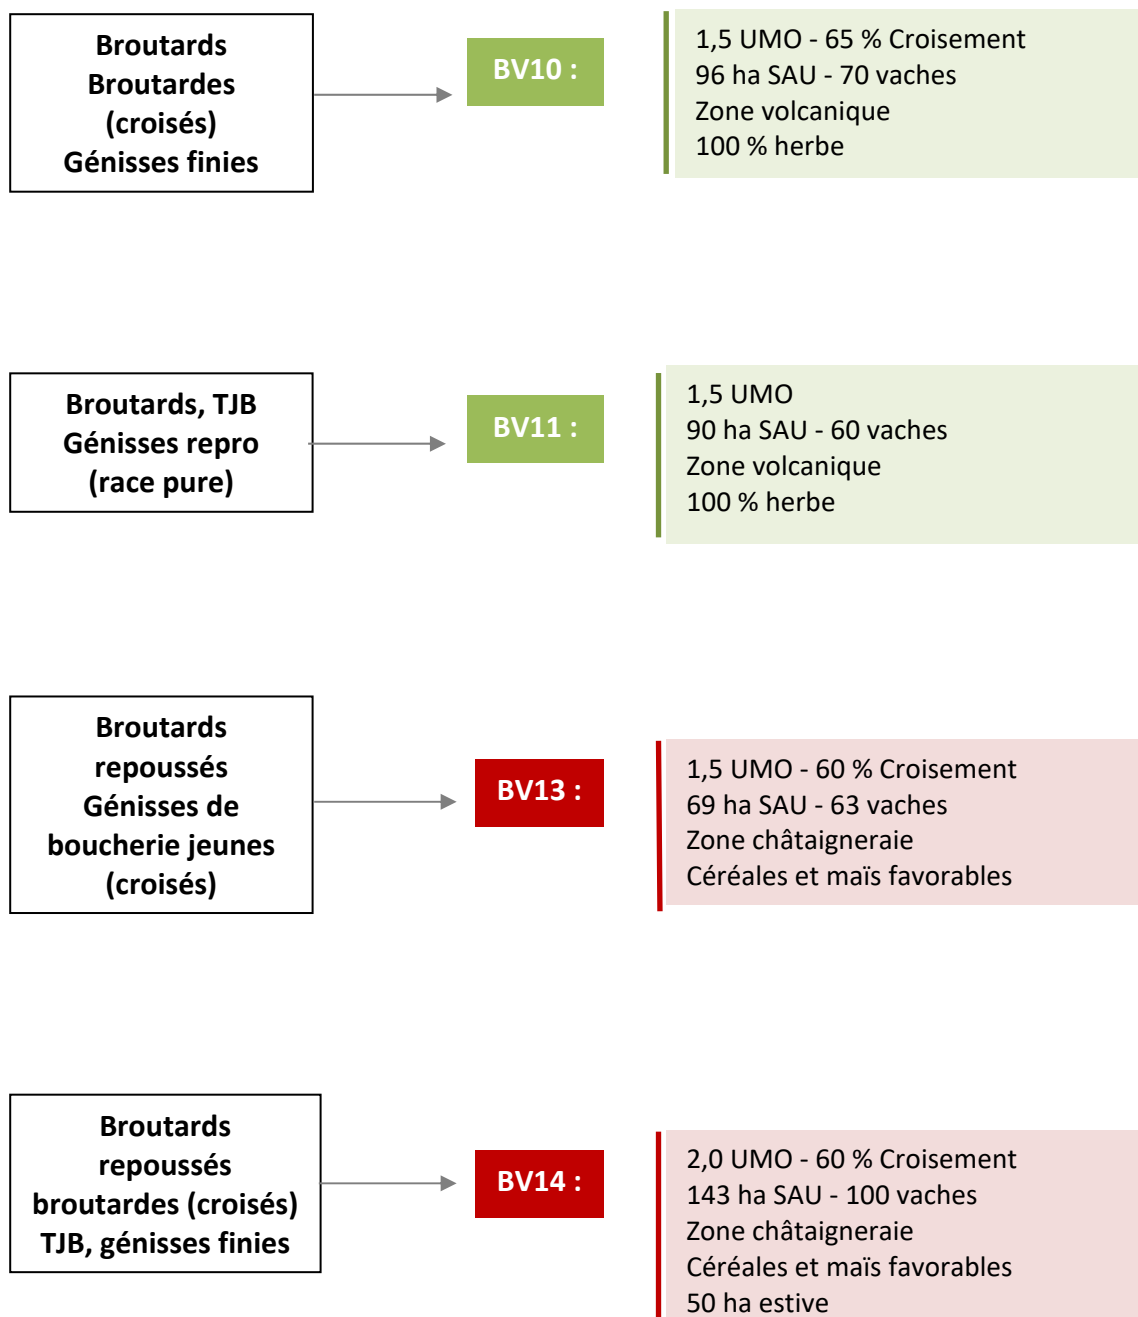 Broutards
Broutardes
(croisés)
Génisses finies
BV10 :
1,5 UMO - 65 % Croisement
96 ha SAU - 70 vaches
Zone volcanique
100 % herbe
Broutards, TJB
Génisses repro
(race pure)
BV11 :
1,5 UMO
90 ha SAU - 60 vaches
Zone volcanique
100 % herbe
Broutards
repoussés
Génisses de
boucherie jeunes
(croisés)
BV13 :
1,5 UMO - 60 % Croisement
69 ha SAU - 63 vaches
Zone châtaigneraie
Céréales et maïs favorables
Broutards
repoussés
broutardes (croisés)
TJB, génisses finies
BV14 :
2,0 UMO - 60 % Croisement
143 ha SAU - 100 vaches
Zone châtaigneraie
Céréales et maïs favorables
50 ha estive